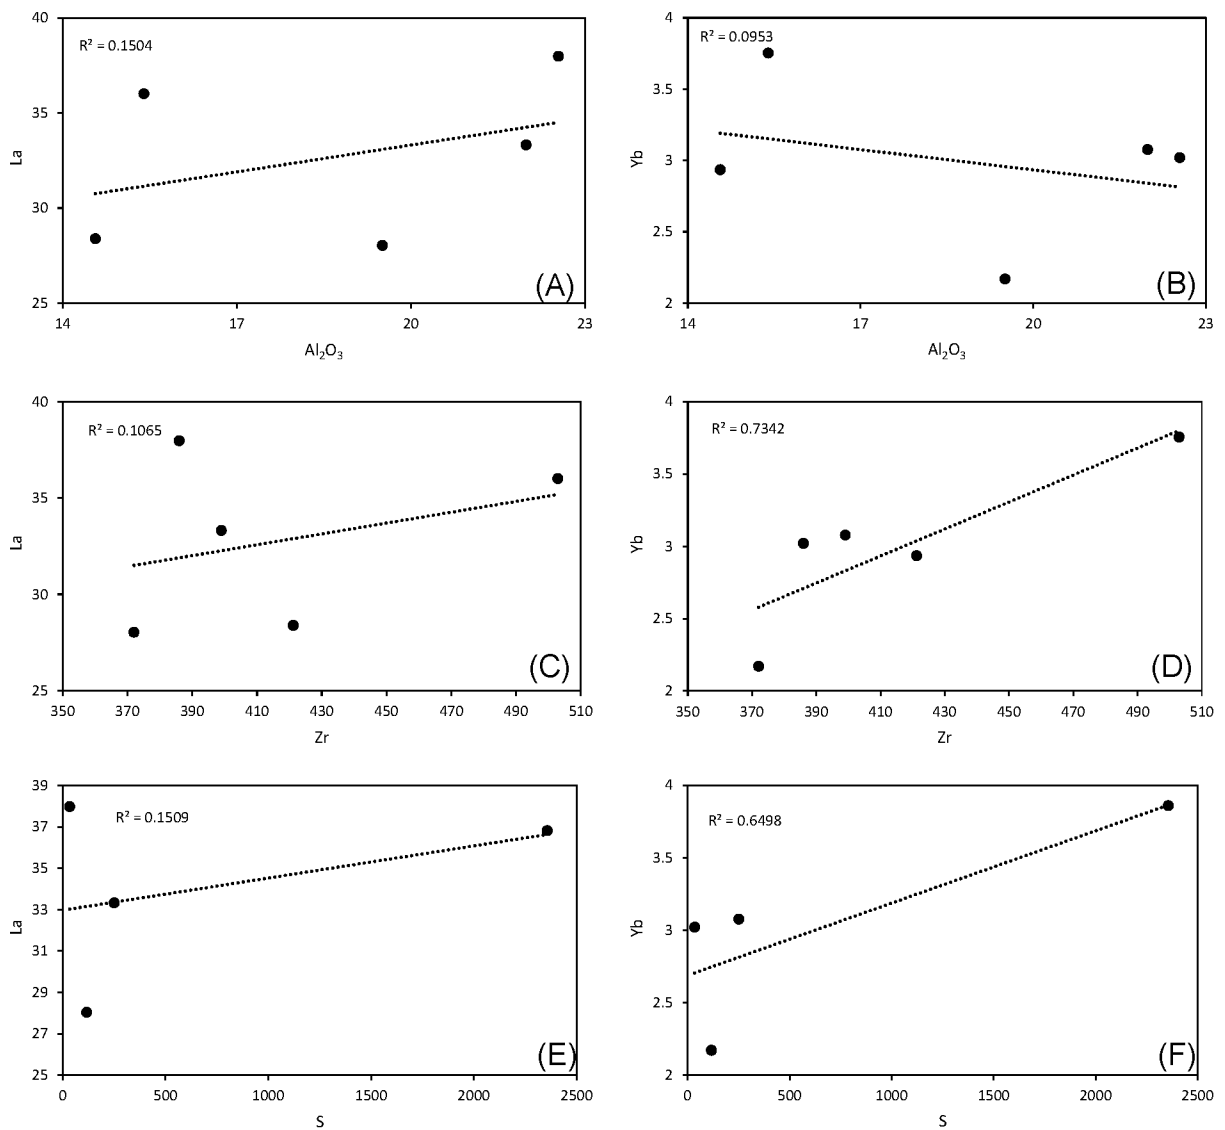 40
R² = 0.1504
35
La
30
25
14 17 20 23
Al₂O₃
(A)
4
R² = 0.0953
3.5
Yb
3
2.5
2
14 17 20 23
Al₂O₃
(B)
40
R² = 0.1065
35
La
30
25
350 370 390 410 430 450 470 490 510
Zr
(C)
4
R² = 0.7342
3.5
Yb
3
2.5
2
350 370 390 410 430 450 470 490 510
Zr
(D)
39
R² = 0.1509
37
35
La
33
31
29
27
25
0 500 1000 1500 2000 2500
S
(E)
4
R² = 0.6498
3.5
Yb
3
2.5
2
0 500 1000 1500 2000 2500
S
(F)